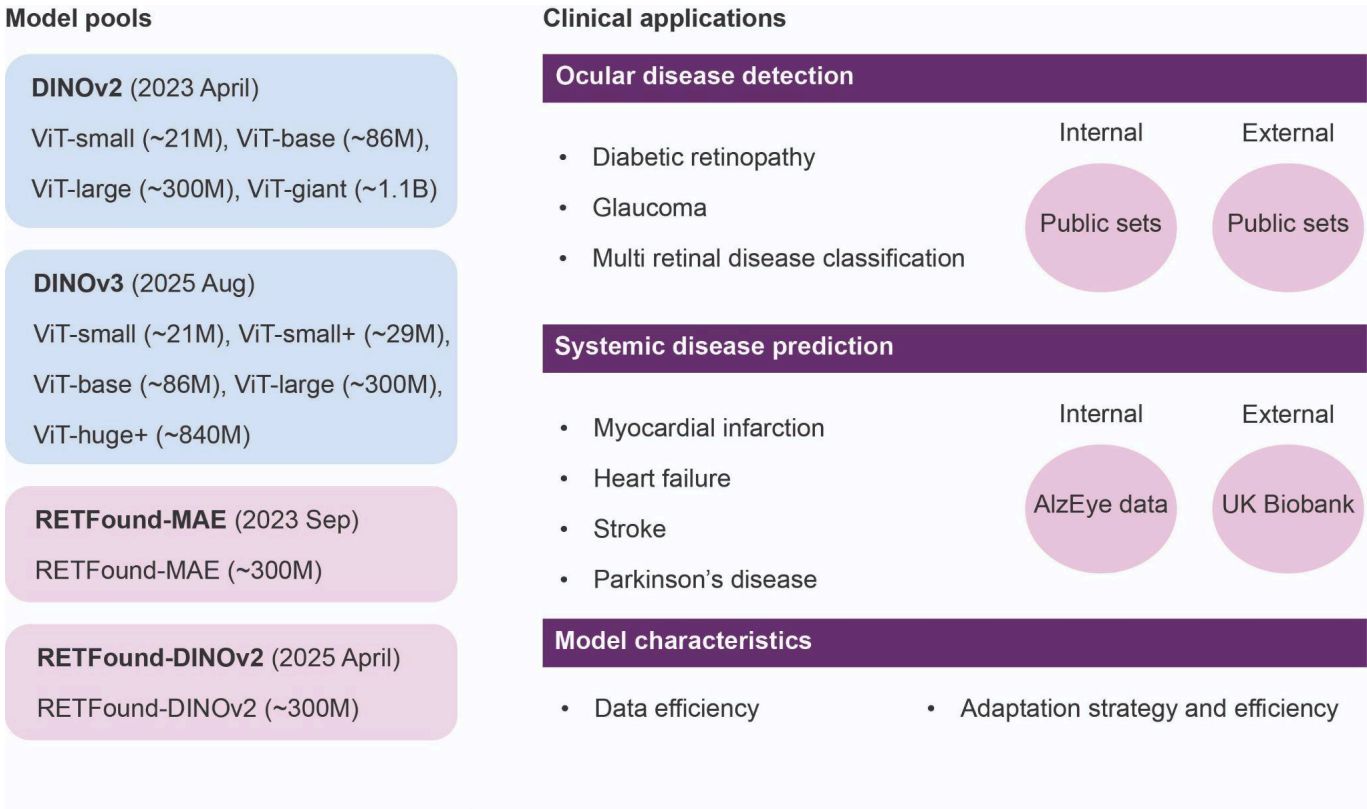 Model pools
DINOv2 (2023 April)
ViT-small (~21M), ViT-base (~86M),
ViT-large (~300M), ViT-giant (~1.1B)
DINOv3 (2025 Aug)
ViT-small (~21M), ViT-small+ (~29M),
ViT-base (~86M), ViT-large (~300M),
ViT-huge+ (~840M)
RETFound-MAE (2023 Sep)
RETFound-MAE (~300M)
RETFound-DINOv2 (2025 April)
RETFound-DINOv2 (~300M)
Clinical applications
Ocular disease detection
• Diabetic retinopathy
• Glaucoma
• Multi retinal disease classification
Internal
Public sets
External
Public sets
Systemic disease prediction
• Myocardial infarction
• Heart failure
• Stroke
• Parkinson's disease
Internal
AlzEye data
External
UK Biobank
Model characteristics
• Data efficiency
• Adaptation strategy and efficiency